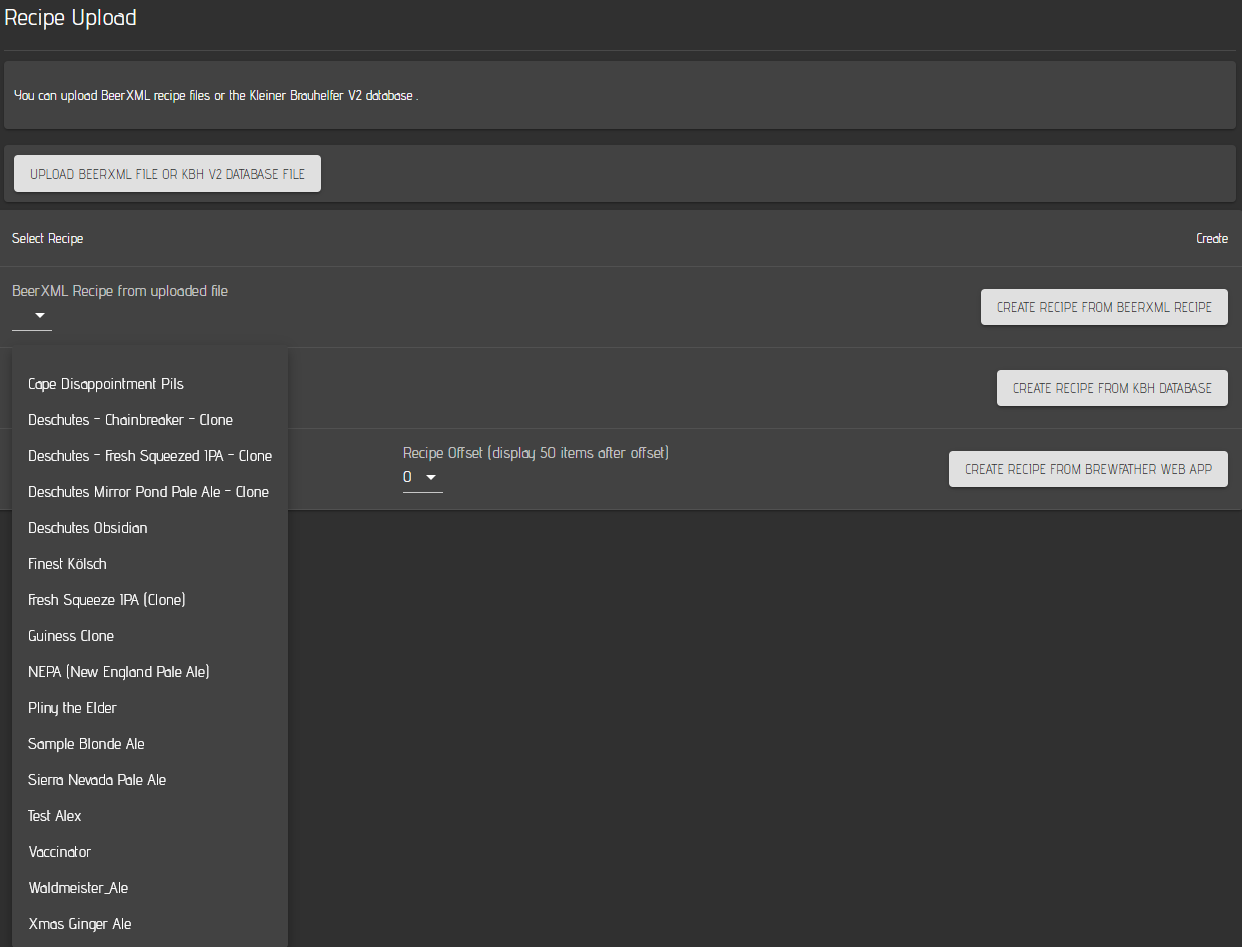 Recipe Upload
You can upload BeerXML recipe files or the Kleiner Brauhelfer V2 database .
UPLOAD BEERXML FILE OR KBH V2 DATABASE FILE
Select Recipe
Create
BeerXML Recipe from uploaded file
CREATE RECIPE FROM BEERXML RECIPE
Cape Disappointment Pils
CREATE RECIPE FROM KBH DATABASE
Deschutes - Chainbreaker - Clone
Deschutes - Fresh Squeezed IPA - Clone
Recipe Offset (display 50 items after offset)
0
CREATE RECIPE FROM BREWFATHER WEB APP
Deschutes Mirror Pond Pale Ale - Clone
Deschutes Obsidian
Finest Kölsch
Fresh Squeeze IPA (Clone)
Guiness Clone
NEPA (New England Pale Ale)
Pliny the Elder
Sample Blonde Ale
Sierra Nevada Pale Ale
Test Alex
Vaccinator
Waldmeister_Ale
Xmas Ginger Ale